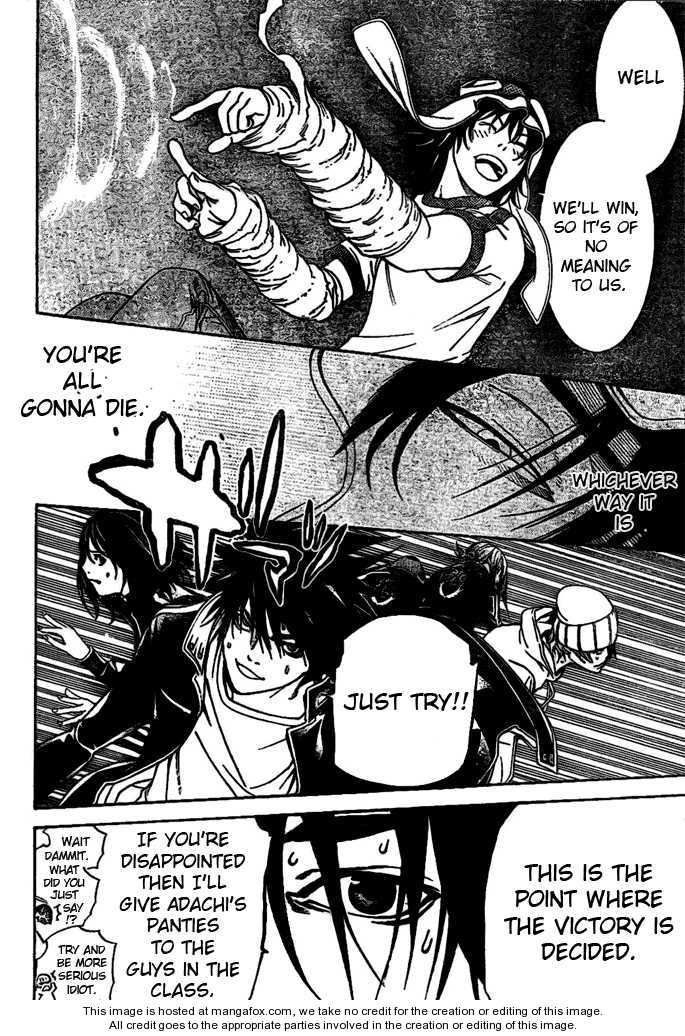 WELL
WE'LL WIN,
SO IT'S OF
NO
MEANING
TO US.
WHICHEVER
WAY IT
IS
YOU'RE
ALL
GONNA DIE.
JUST TRY!!
THIS IS THE
POINT WHERE
THE VICTORY IS
DECIDED.
IF YOU'RE
DISAPPOINTED
THEN I'LL
GIVE ADACHI'S
PANTIES
TO THE
GUYS IN THE
CLASS.
WAIT
DAMMIT.
WHAT
DID YOU
JUST
SAY
!?
TRY AND
BE MORE
SERIOUS
IDIOT.
This image is hosted at mangafox.com, we take no credit for the creation or editing of this image.
All credit goes to the appropriate parties involved in the creation or editing of this image.